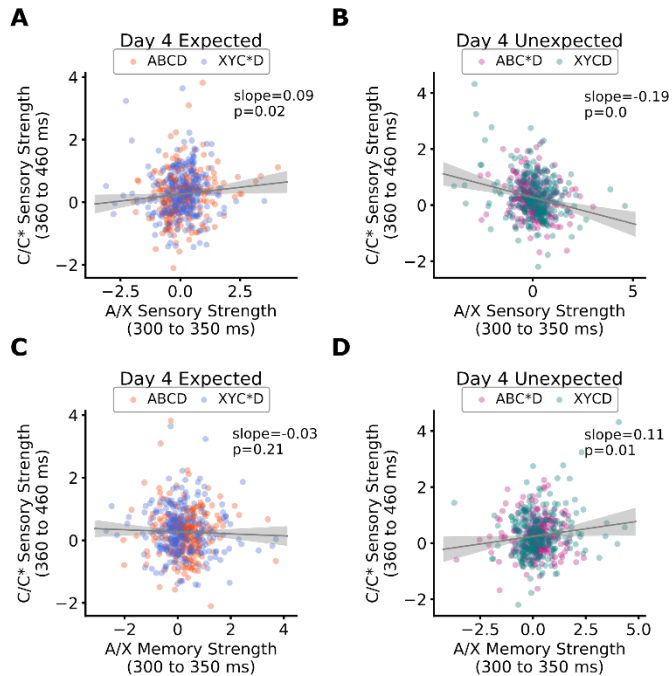 A
Day 4 Expected
ABCD XYC*D
slope=0.09
p=0.02
C/C* Sensory Strength
(360 to 460 ms)
4
2
0
−2
−2.5 0.0 2.5
A/X Sensory Strength
(300 to 350 ms)
B
Day 4 Unexpected
ABC*D XYCD
slope=-0.19
p=0.0
C/C* Sensory Strength
(360 to 460 ms)
4
2
0
−2
0 5
A/X Sensory Strength
(300 to 350 ms)
C
Day 4 Expected
ABCD XYC*D
slope=-0.03
p=0.21
C/C* Sensory Strength
(360 to 460 ms)
4
2
0
−2
−2 0 2 4
A/X Memory Strength
(300 to 350 ms)
D
Day 4 Unexpected
ABC*D XYCD
slope=0.11
p=0.01
C/C* Sensory Strength
(360 to 460 ms)
4
2
0
−2
−2.5 0.0 2.5 5.0
A/X Memory Strength
(300 to 350 ms)